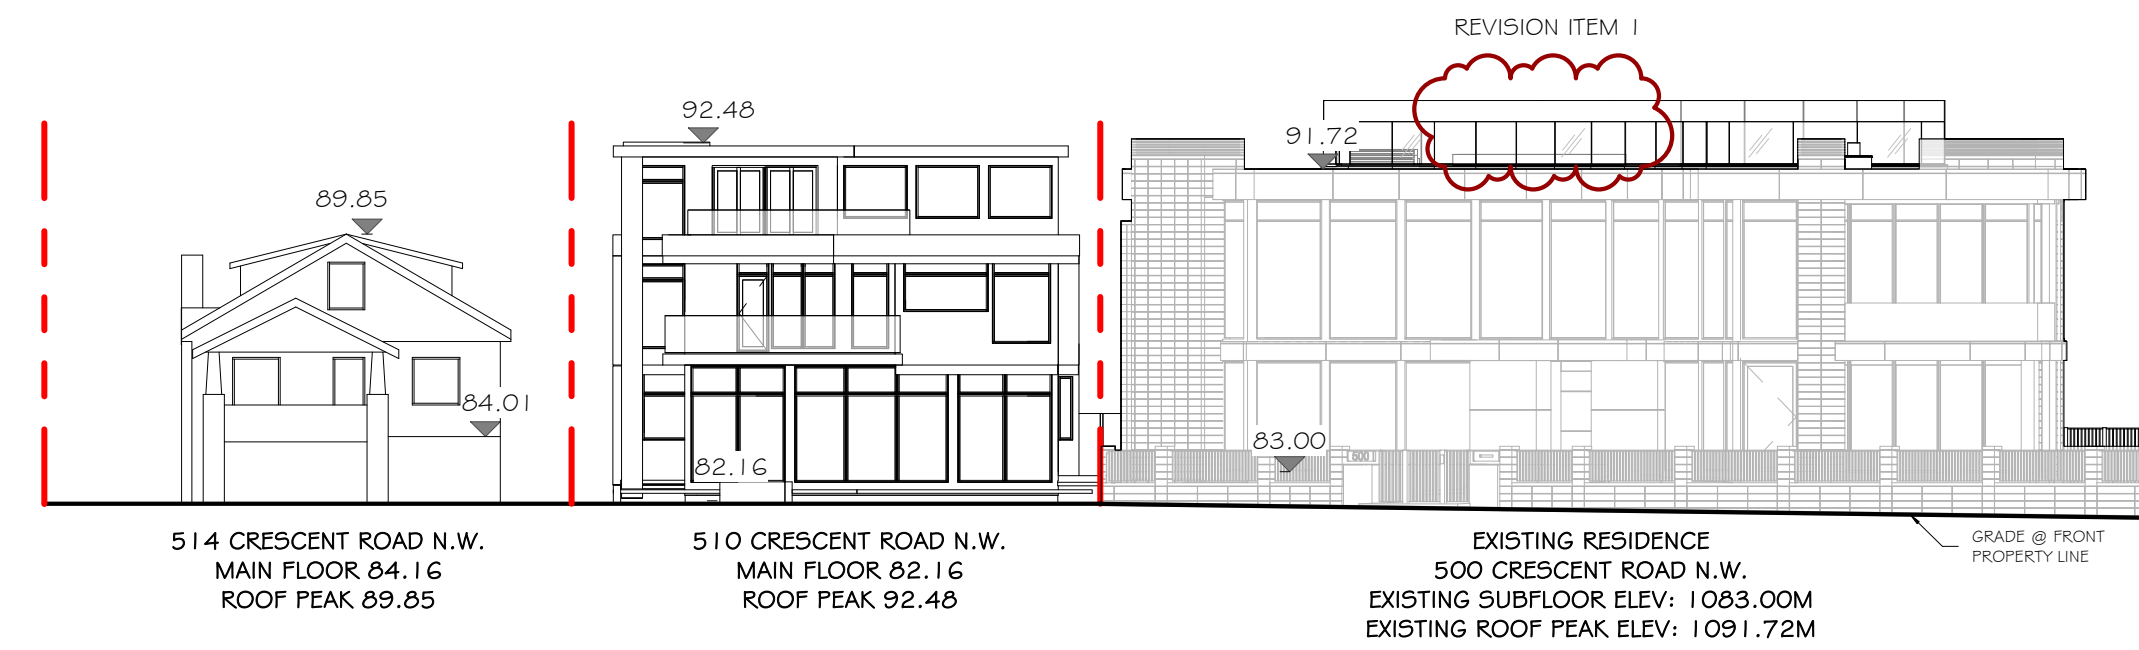 REVISION ITEM 1
92.48
91.72
89.85
84.01
82.16
83.00
500
514 CRESCENT ROAD N.W.
MAIN FLOOR 84.16
ROOF PEAK 89.85
510 CRESCENT ROAD N.W.
MAIN FLOOR 82.16
ROOF PEAK 92.48
EXISTING RESIDENCE
500 CRESCENT ROAD N.W.
EXISTING SUBFLOOR ELEV: 1083.00M
EXISTING ROOF PEAK ELEV: 1091.72M
GRADE @ FRONT
PROPERTY LINE